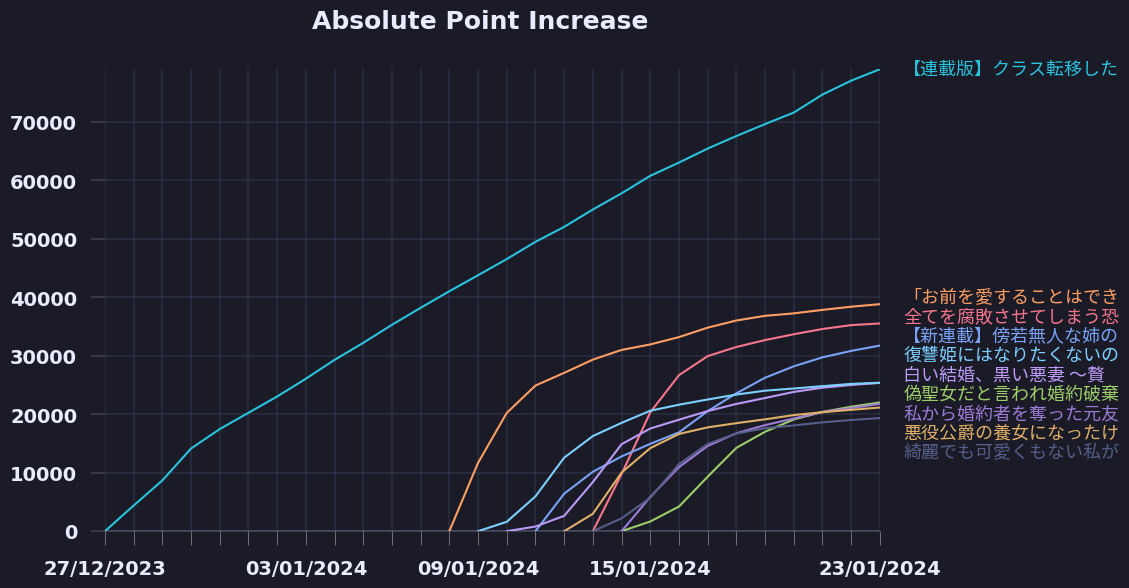 Absolute Point Increase
70000
60000
50000
40000
30000
20000
10000
0
27/12/2023 03/01/2024 09/01/2024 15/01/2024 23/01/2024
【連載版】クラス転移した
「お前を愛することはでき
全てを腐敗させてしまう恐
【新連載】傍若無人な姉の
復讐姫にはなりたくないの
白い結婚、黒い悪妻 ～贅
偽聖女だと言われ婚約破棄
私から婚約者を奪った元友
悪役公爵の養女になったけ
綺麗でも可愛くもない私が